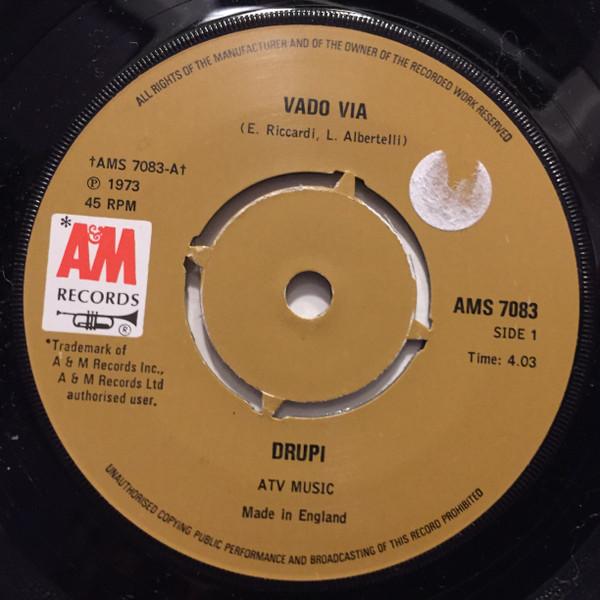 ALL RIGHTS OF THE MANUFACTURER AND OF THE OWNER OF THE RECORDED WORK RESERVED
VADO VIA
(E. Riccardi, L. Albertelli)
†AMS 7083-A†
Ⓟ 1973
45 RPM
*A&M
RECORDS
®
*Trademark of
A & M Records Inc.,
A & M Records Ltd
authorised user.
AMS 7083
SIDE 1
Time: 4.03
DRUPI
ATV MUSIC
Made in England
UNAUTHORISED COPYING PUBLIC PERFORMANCE AND BROADCASTING OF THIS RECORD PROHIBITED